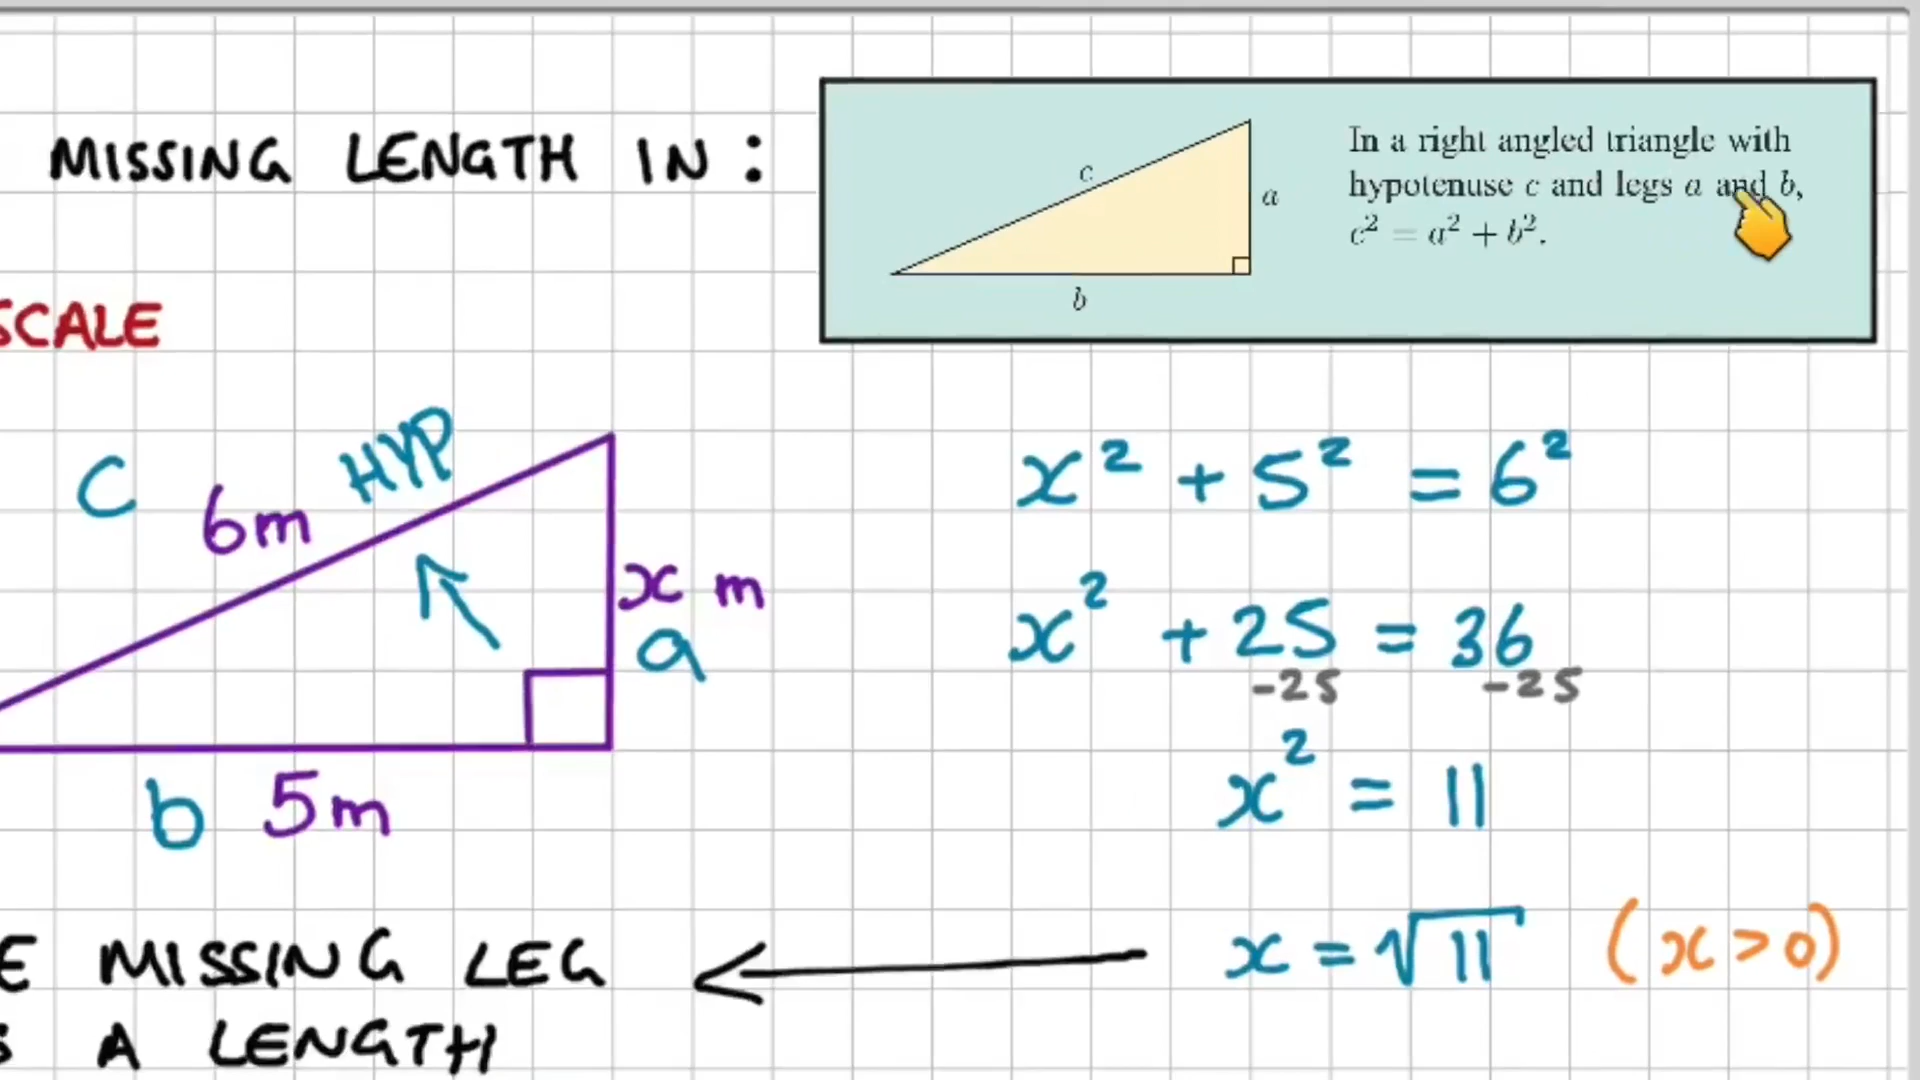 MISSING LENGTH IN :
c
a
b
In a right angled triangle with
hypotenuse c and legs a and b,
c² = a² + b².
SCALE
C
6m
HYP
x m
a
b 5m
x² + 5² = 6²
x² + 25 = 36
-25 -25
x² = 11
x = √11 (x > 0)
E MISSING LEG
S A LENGTH